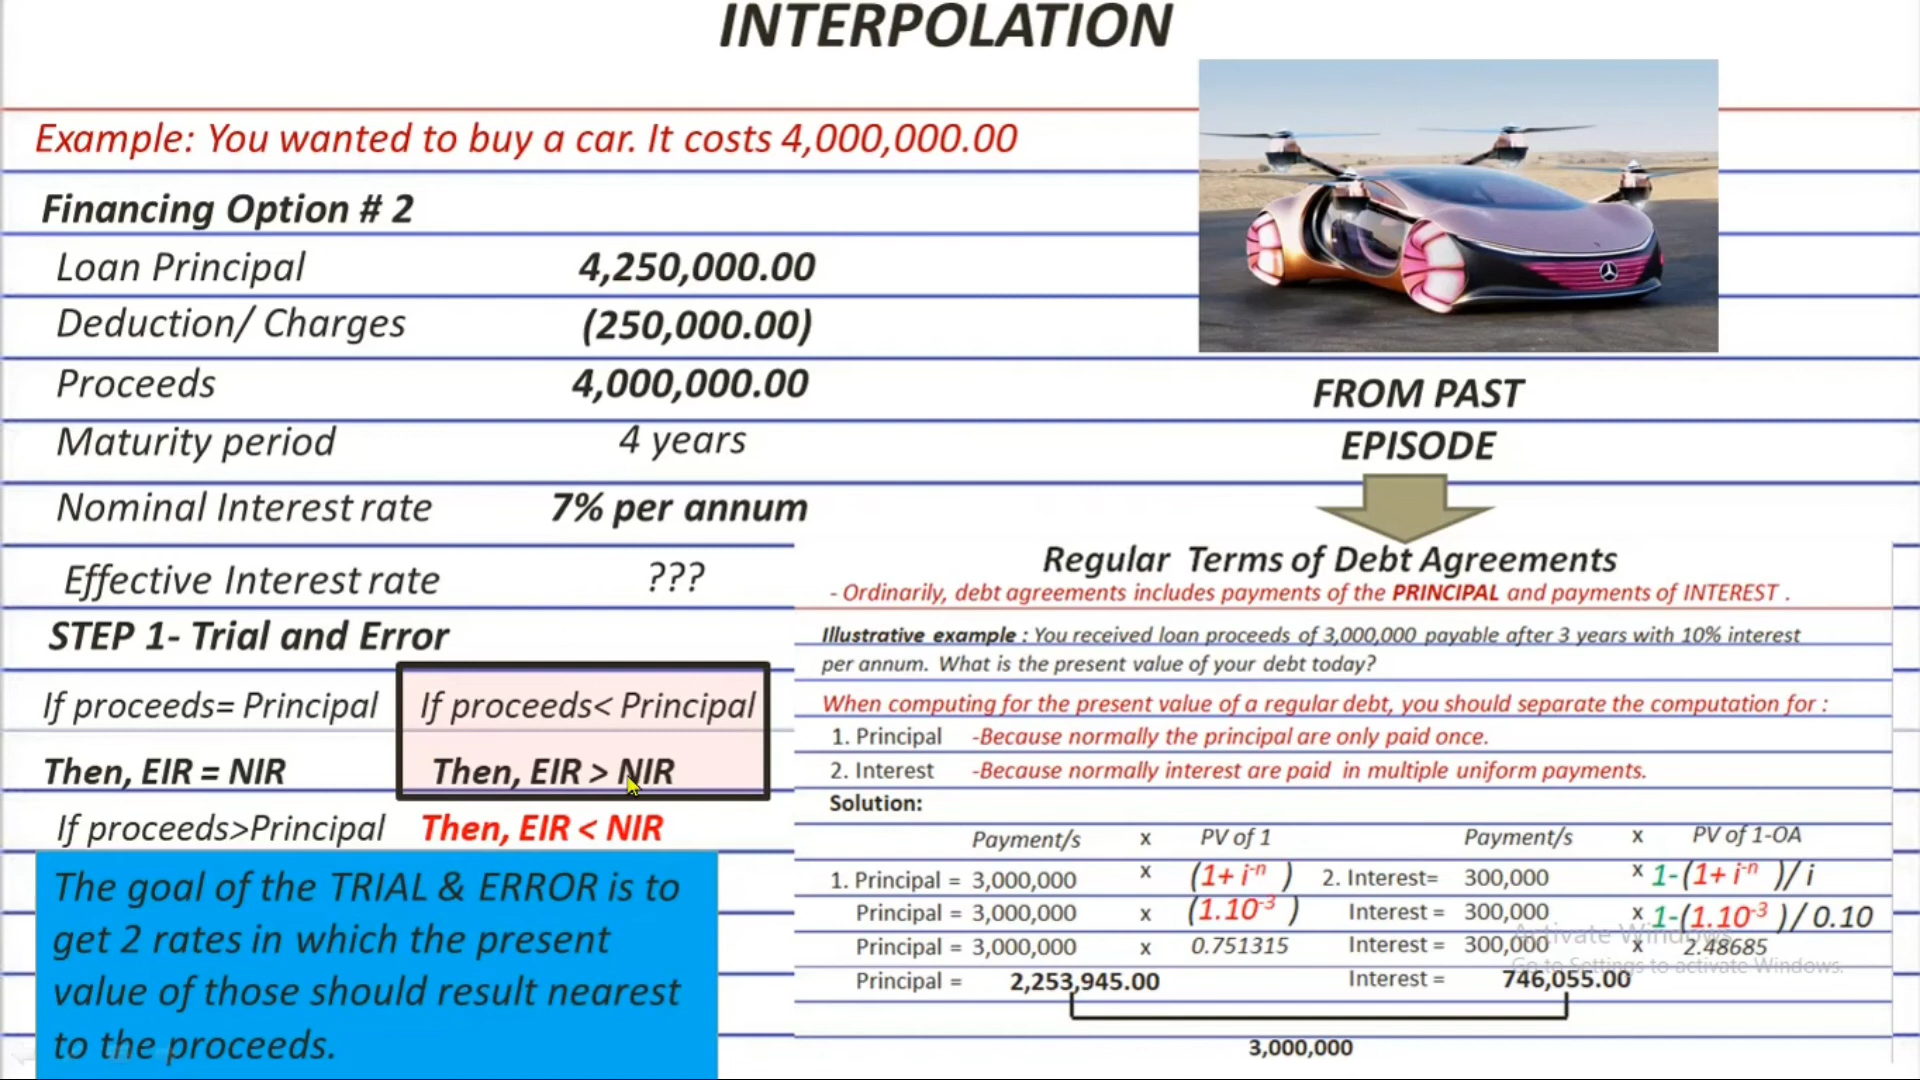 INTERPOLATION
Example: You wanted to buy a car. It costs 4,000,000.00
Financing Option # 2
Loan Principal 4,250,000.00
Deduction/ Charges (250,000.00)
Proceeds 4,000,000.00
Maturity period 4 years
Nominal Interest rate 7% per annum
Effective Interest rate ???
STEP 1- Trial and Error
If proceeds= Principal If proceeds< Principal
Then, EIR = NIR Then, EIR > NIR
If proceeds>Principal Then, EIR < NIR
The goal of the TRIAL & ERROR is to
get 2 rates in which the present
value of those should result nearest
to the proceeds.
FROM PAST
EPISODE
Regular Terms of Debt Agreements
- Ordinarily, debt agreements includes payments of the PRINCIPAL and payments of INTEREST .
Illustrative example : You received loan proceeds of 3,000,000 payable after 3 years with 10% interest
per annum. What is the present value of your debt today?
When computing for the present value of a regular debt, you should separate the computation for :
1. Principal -Because normally the principal are only paid once.
2. Interest -Because normally interest are paid in multiple uniform payments.
Solution:
Payment/s x PV of 1 Payment/s x PV of 1-OA
1. Principal = 3,000,000 x (1+ i⁻ⁿ ) 2. Interest= 300,000 x 1-(1+ i⁻ⁿ )/ i
Principal = 3,000,000 x (1.10⁻³ ) Interest = 300,000 x 1-(1.10⁻³ )/ 0.10
Principal = 3,000,000 x 0.751315 Interest = 300,000 x 2.48685
Principal = 2,253,945.00 Interest = 746,055.00
3,000,000
Activate Windows
Go to Settings to activate Windows.